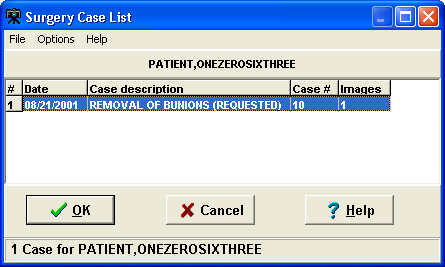 Surgery Case List
File Options Help
PATIENT,ONEZEROSIXTHREE
# Date Case description Case # Images
1 08/21/2001 REMOVAL OF BUNIONS (REQUESTED) 10 1
OK Cancel ? Help
1 Case for PATIENT,ONEZEROSIXTHREE